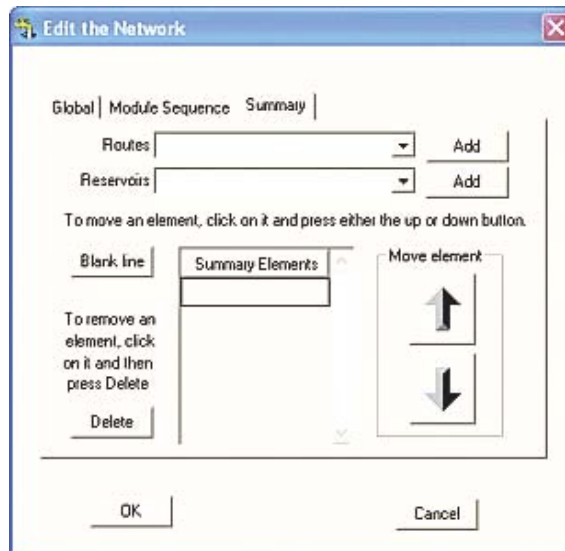 Edit the Network
Global Module Sequence Summary
Routes Add
Reservoirs Add
To move an element, click on it and press either the up or down button.
Blank line
Summary Elements
Move element
To remove an
element, click
on it and then
press Delete
Delete
OK
Cancel